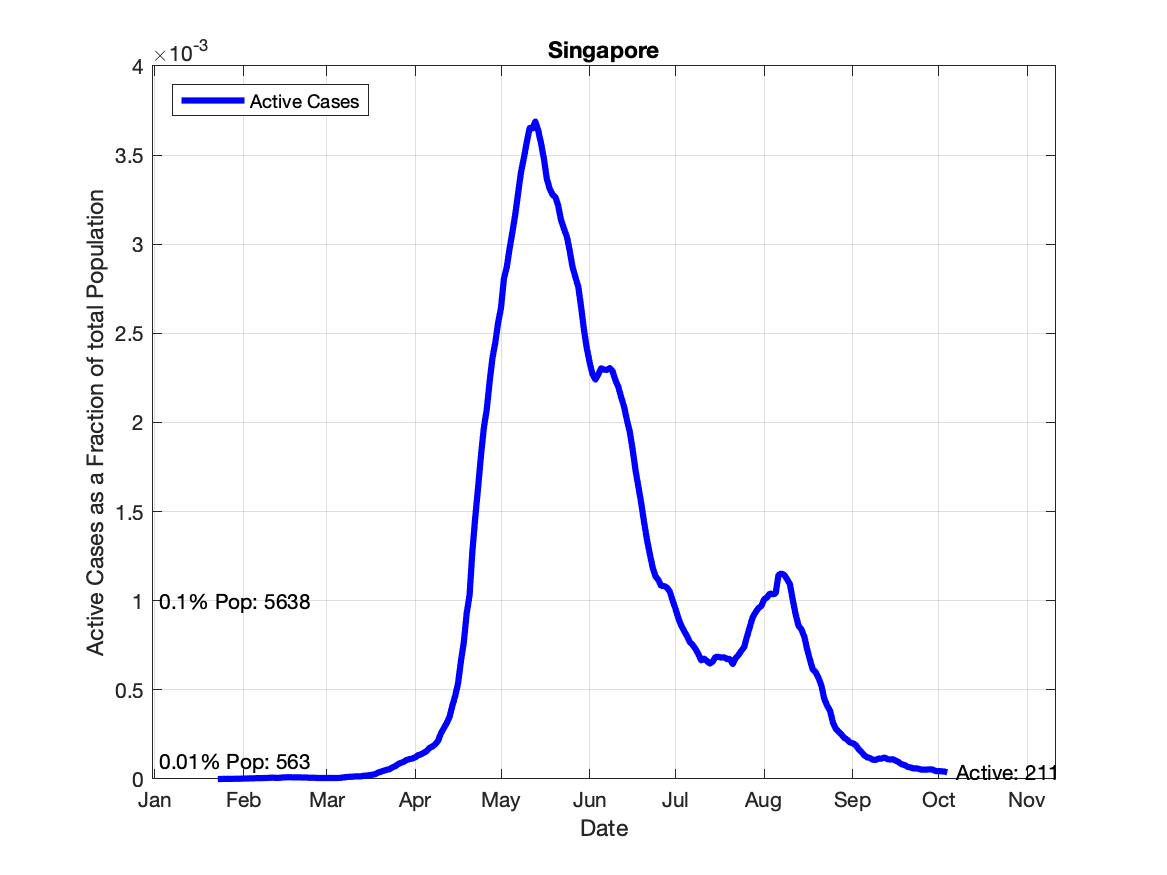 Singapore
×10-3
Active Cases
4
3.5
3
2.5
2
1.5
1
0.5
0
Active Cases as a Fraction of total Population
0.1% Pop: 5638
0.01% Pop: 563
Active: 211
Jan Feb Mar Apr May Jun Jul Aug Sep Oct Nov
Date